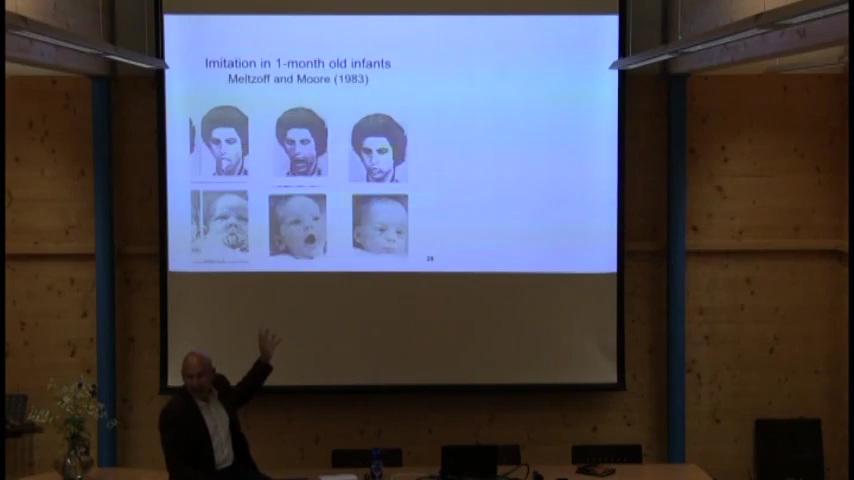 Imitation in 1-month old infants
Meltzoff and Moore (1983)